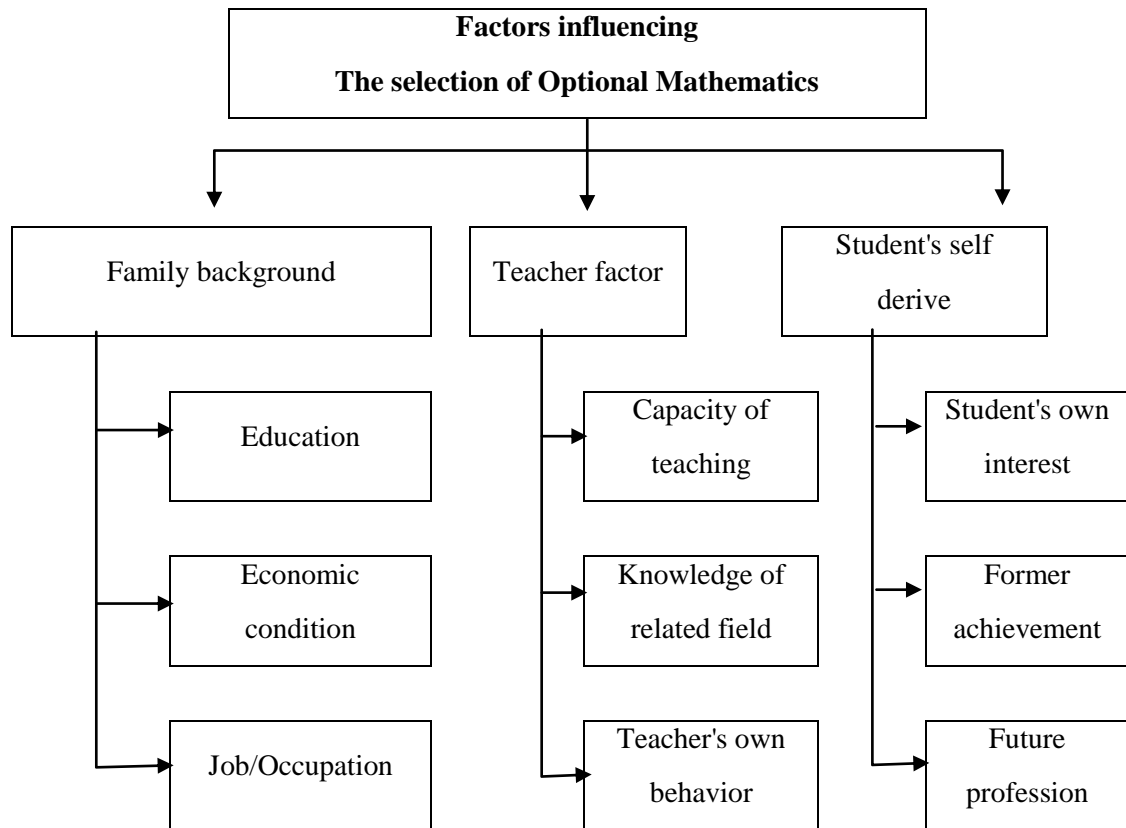 Factors influencing
The selection of Optional Mathematics
Family background
Teacher factor
Student's self
derive
Education
Capacity of
teaching
Student's own
interest
Economic
condition
Knowledge of
related field
Former
achievement
Job/Occupation
Teacher's own
behavior
Future
profession